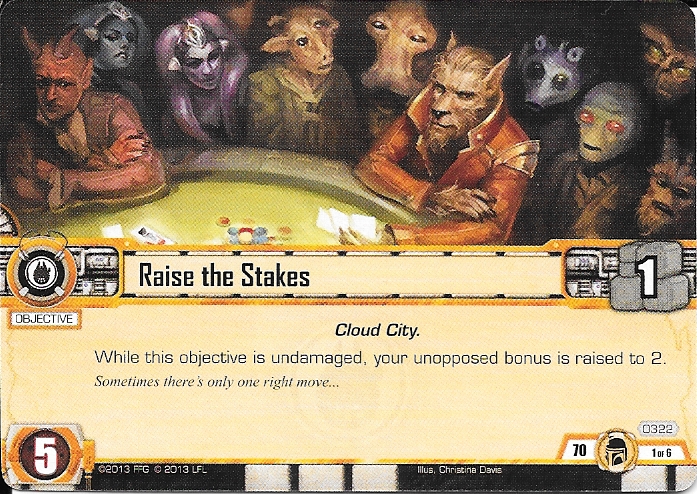 Raise the Stakes
1
OBJECTIVE
Cloud City.
While this objective is undamaged, your unopposed bonus is raised to 2.
Sometimes there's only one right move...
0322
5
70
1 OF 6
©2013 FFG © 2013 LFL
Illus. Christina Davis